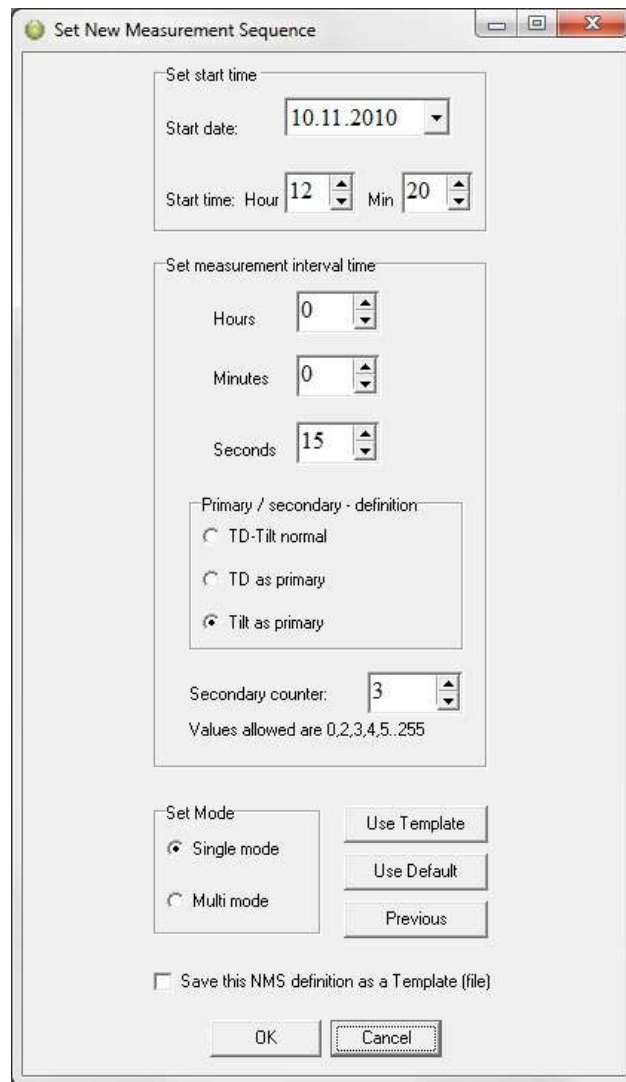 Set New Measurement Sequence
Set start time
Start date: 10.11.2010
Start time: Hour 12 Min 20
Set measurement interval time
Hours 0
Minutes 0
Seconds 15
Primary / secondary - definition
TD-Tilt normal
TD as primary
Tilt as primary
Secondary counter: 3
Values allowed are 0,2,3,4,5..255
Set Mode
Single mode
Multi mode
Use Template
Use Default
Previous
Save this NMS definition as a Template (file)
OK Cancel